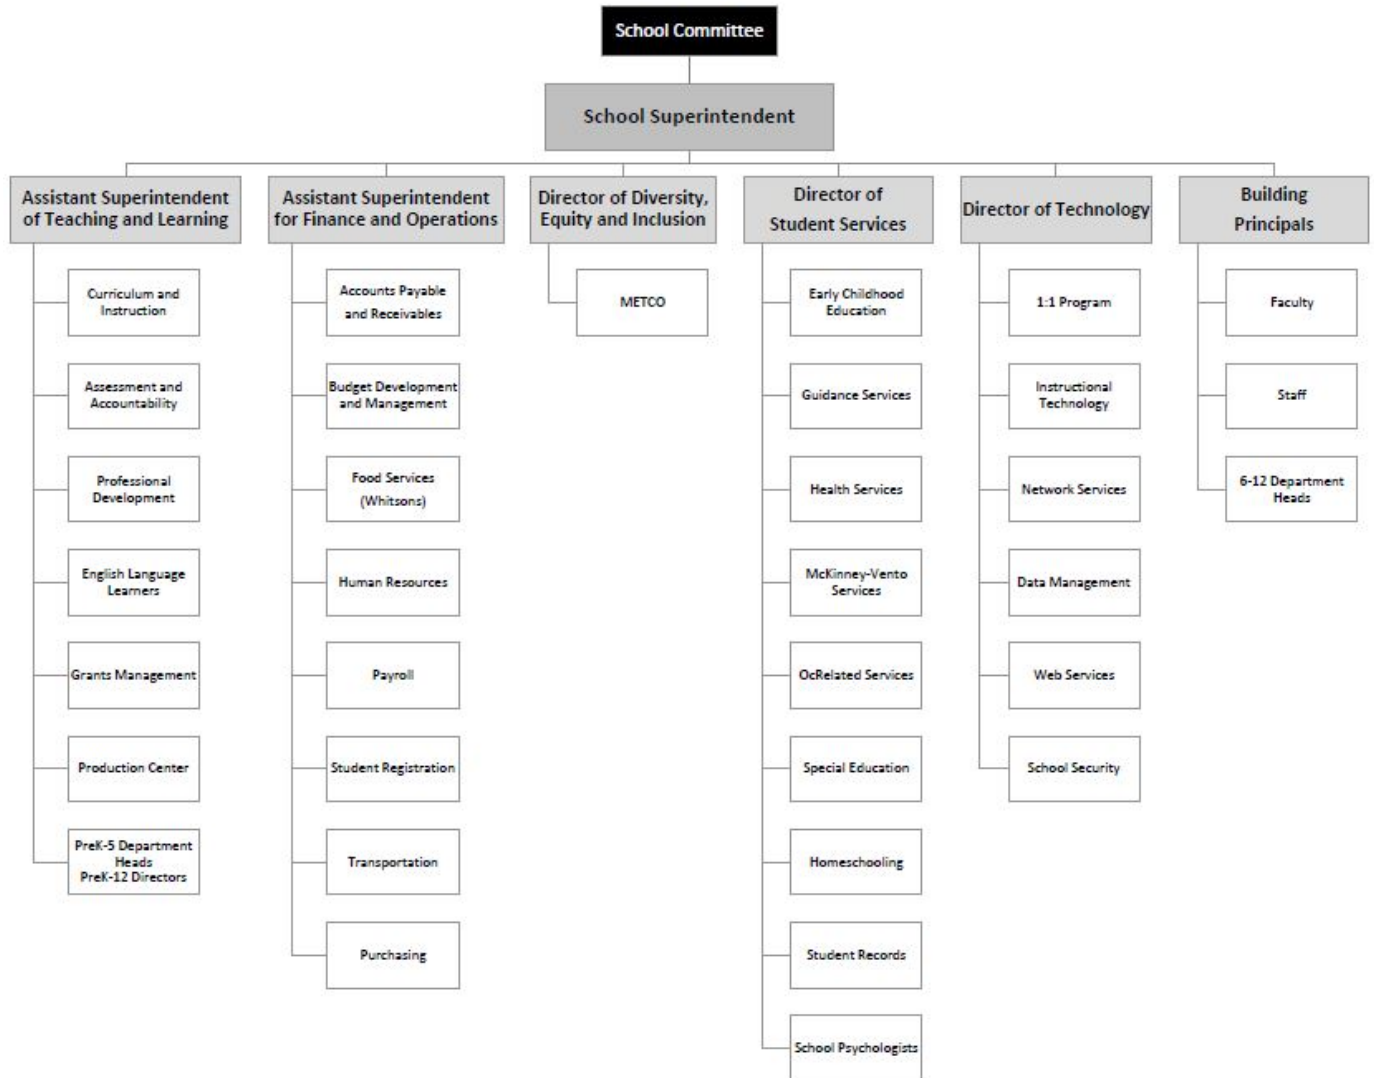 School Committee
School Superintendent
Assistant Superintendent
of Teaching and Learning
Curriculum and
Instruction
Assessment and
Accountability
Professional
Development
English Language
Learners
Grants Management
Production Center
PreK-5 Department
Heads
PreK-12 Directors
Assistant Superintendent
for Finance and Operations
Accounts Payable
and Receivables
Budget Development
and Management
Food Services
(Whitsons)
Human Resources
Payroll
Student Registration
Transportation
Purchasing
Director of Diversity,
Equity and Inclusion
METCO
Director of
Student Services
Early Childhood
Education
Guidance Services
Health Services
McKinney-Vento
Services
OcRelated Services
Special Education
Homeschooling
Student Records
School Psychologists
Director of Technology
1:1 Program
Instructional
Technology
Network Services
Data Management
Web Services
School Security
Building
Principals
Faculty
Staff
6-12 Department
Heads